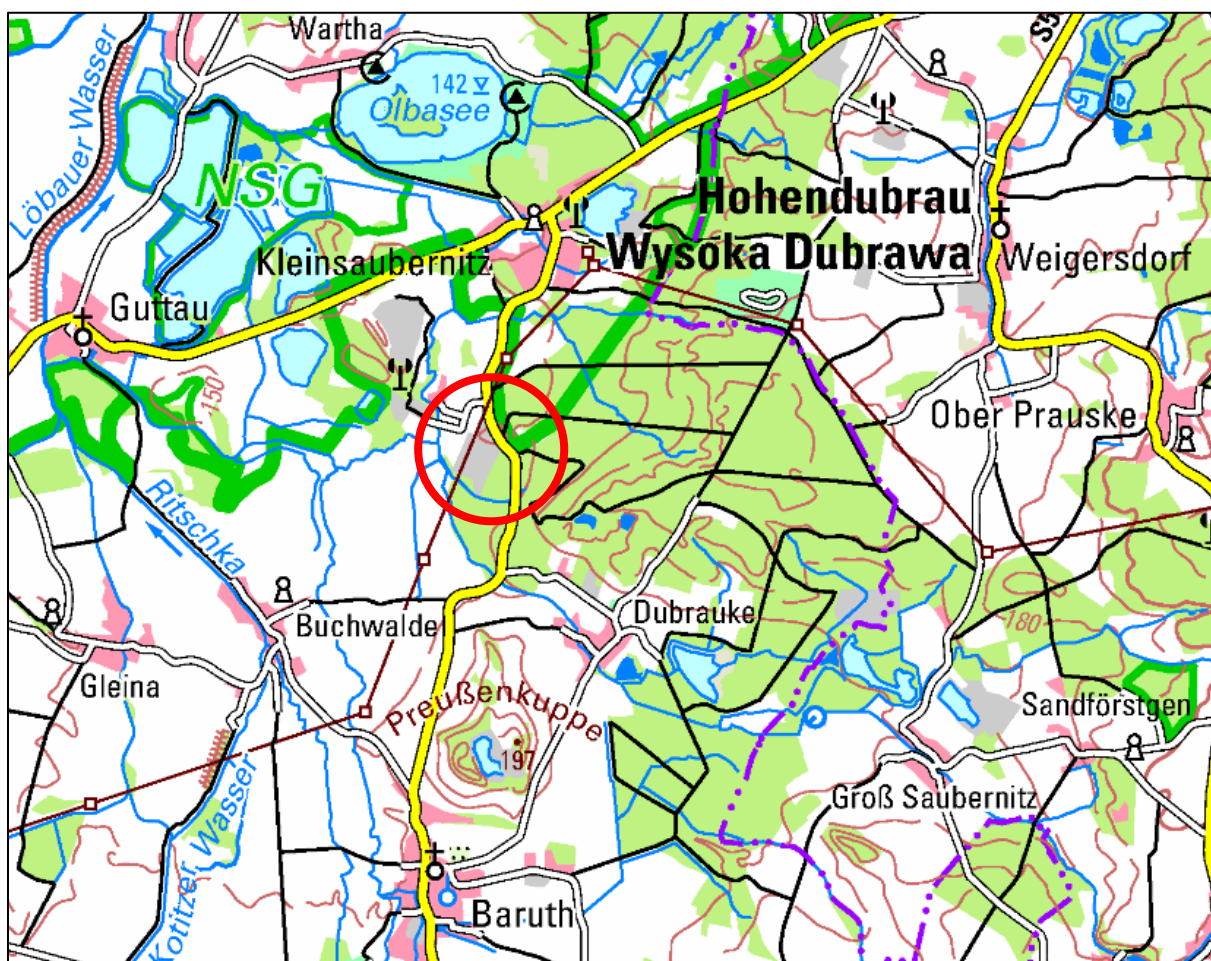 Wartha
142
Olbasee
Löbauer Wasser
NSG
Hohendubrau
Wysoka Dubrawa
Kleinsaubernitz
Weigersdorf
Guttau
150
Ober Prauske
Ritschka
Buchwalde
Dubrauke
180
Gleina
Preußenkuppe
197
Sandförstgen
Groß Saubernitz
Kotitzer Wasser
Baruth